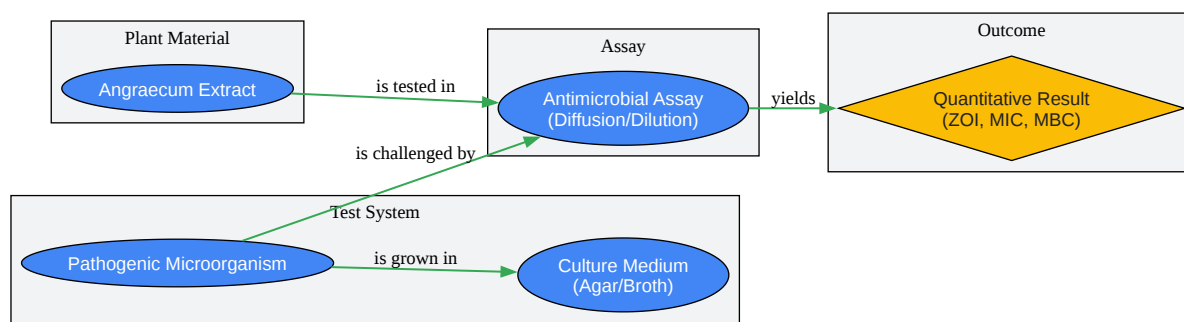 Plant Material
Angraecum Extract
is tested in
Assay
Antimicrobial Assay
(Diffusion/Dilution)
yields
Outcome
Quantitative Result
(ZOI, MIC, MBC)
is challenged by
Test System
Pathogenic Microorganism
is grown in
Culture Medium
(Agar/Broth)